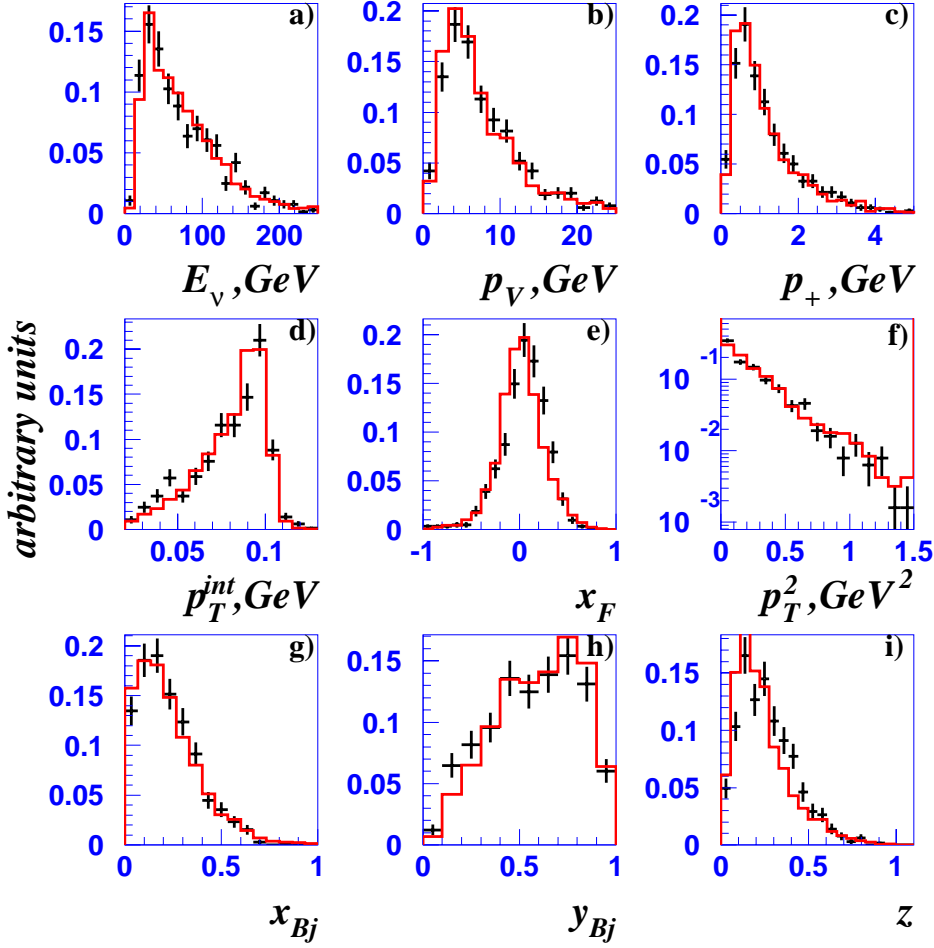 a)
0.15
0.1
0.05
0
0 100 200
E_ν, GeV
b)
0.2
0.15
0.1
0.05
0
0 10 20
p_V, GeV
c)
0.2
0.15
0.1
0.05
0
0 2 4
p_+, GeV
arbitrary units
d)
0.2
0.15
0.1
0.05
0
0.05 0.1
p_T^int, GeV
e)
0.2
0.15
0.1
0.05
0
-1 0 1
x_F
f)
10^-1
10^-2
10^-3
0 0.5 1 1.5
p_T^2, GeV^2
g)
0.2
0.15
0.1
0.05
0
0 0.5 1
x_Bj
h)
0.15
0.1
0.05
0
0 0.5 1
y_Bj
i)
0.15
0.1
0.05
0
0 0.5 1
z